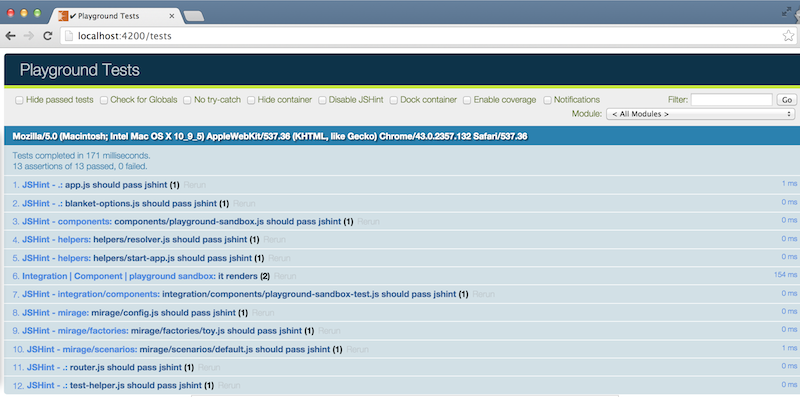 ✔ Playground Tests
localhost:4200/tests
Playground Tests
Hide passed tests Check for Globals No try-catch Hide container Disable JSHint Dock container Enable coverage Notifications Filter: Go
Module: < All Modules >
Mozilla/5.0 (Macintosh; Intel Mac OS X 10_9_5) AppleWebKit/537.36 (KHTML, like Gecko) Chrome/43.0.2357.132 Safari/537.36
Tests completed in 171 milliseconds.
13 assertions of 13 passed, 0 failed.
1. JSHint - .: app.js should pass jshint (1) Rerun 1 ms
2. JSHint - .: blanket-options.js should pass jshint (1) Rerun 0 ms
3. JSHint - components: components/playground-sandbox.js should pass jshint (1) Rerun 0 ms
4. JSHint - helpers: helpers/resolver.js should pass jshint (1) Rerun 0 ms
5. JSHint - helpers: helpers/start-app.js should pass jshint (1) Rerun 0 ms
6. Integration | Component | playground sandbox: it renders (2) Rerun 154 ms
7. JSHint - integration/components: integration/components/playground-sandbox-test.js should pass jshint (1) Rerun 0 ms
8. JSHint - mirage: mirage/config.js should pass jshint (1) Rerun 0 ms
9. JSHint - mirage/factories: mirage/factories/toy.js should pass jshint (1) Rerun 0 ms
10. JSHint - mirage/scenarios: mirage/scenarios/default.js should pass jshint (1) Rerun 1 ms
11. JSHint - .: router.js should pass jshint (1) Rerun 0 ms
12. JSHint - .: test-helper.js should pass jshint (1) Rerun 0 ms